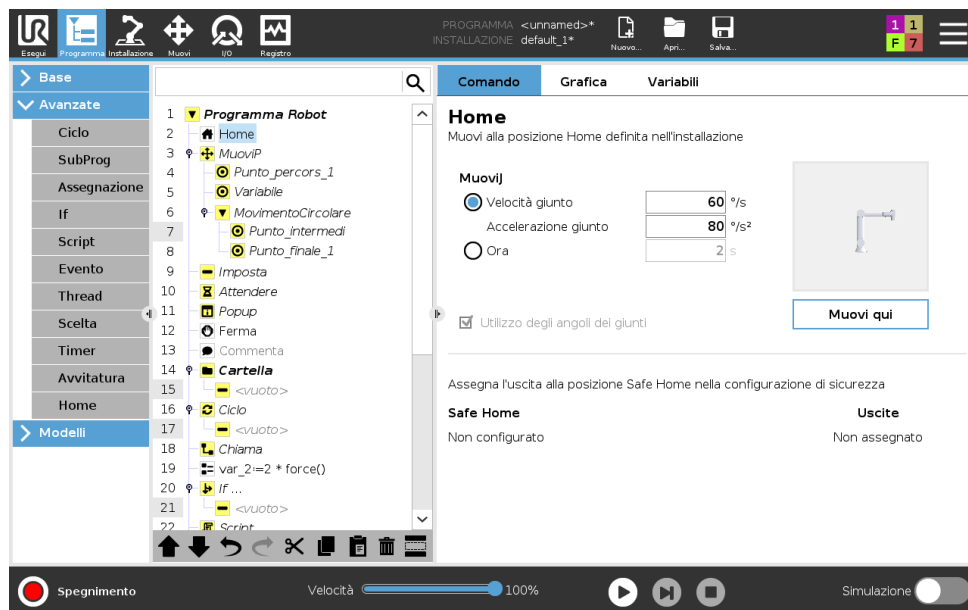 PROGRAMMA <unnamed>*
INSTALLAZIONE default_1*
Esegui
Programma
Installazione
Muovi
I/O
Registro
Nuovo...
Apri...
Salva...
1 1
F 7
Base
Avanzate
Ciclo
SubProg
Assegnazione
If
Script
Evento
Thread
Scelta
Timer
Avvitatura
Home
Modelli
1 Programma Robot
2 Home
3 MuoviP
4 Punto_percors_1
5 Variabile
6 MovimentoCircolare
7 Punto_intermedi
8 Punto_finale_1
9 Imposta
10 Attendere
11 Popup
12 Ferma
13 Commenta
14 Cartella
15 <vuoto>
16 Ciclo
17 <vuoto>
18 Chiama
19 var_2≔2 * force()
20 If ...
21 <vuoto>
22 Script
Comando
Grafica
Variabili
Home
Muovi alla posizione Home definita nell'installazione
MuoviJ
Velocità giunto 60 °/s
Accelerazione giunto 80 °/s²
Ora 2 s
Utilizzo degli angoli dei giunti
Muovi qui
Assegna l'uscita alla posizione Safe Home nella configurazione di sicurezza
Safe Home Uscite
Non configurato Non assegnato
Spegnimento
Velocità 100%
Simulazione